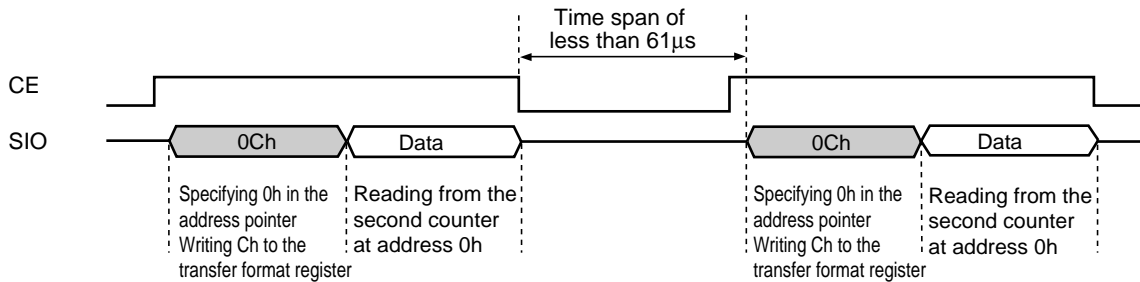 Time span of
less than 61μs
CE
SIO
0Ch
Data
0Ch
Data
Specifying 0h in the
address pointer
Writing Ch to the
transfer format register
Reading from the
second counter
at address 0h
Specifying 0h in the
address pointer
Writing Ch to the
transfer format register
Reading from the
second counter
at address 0h